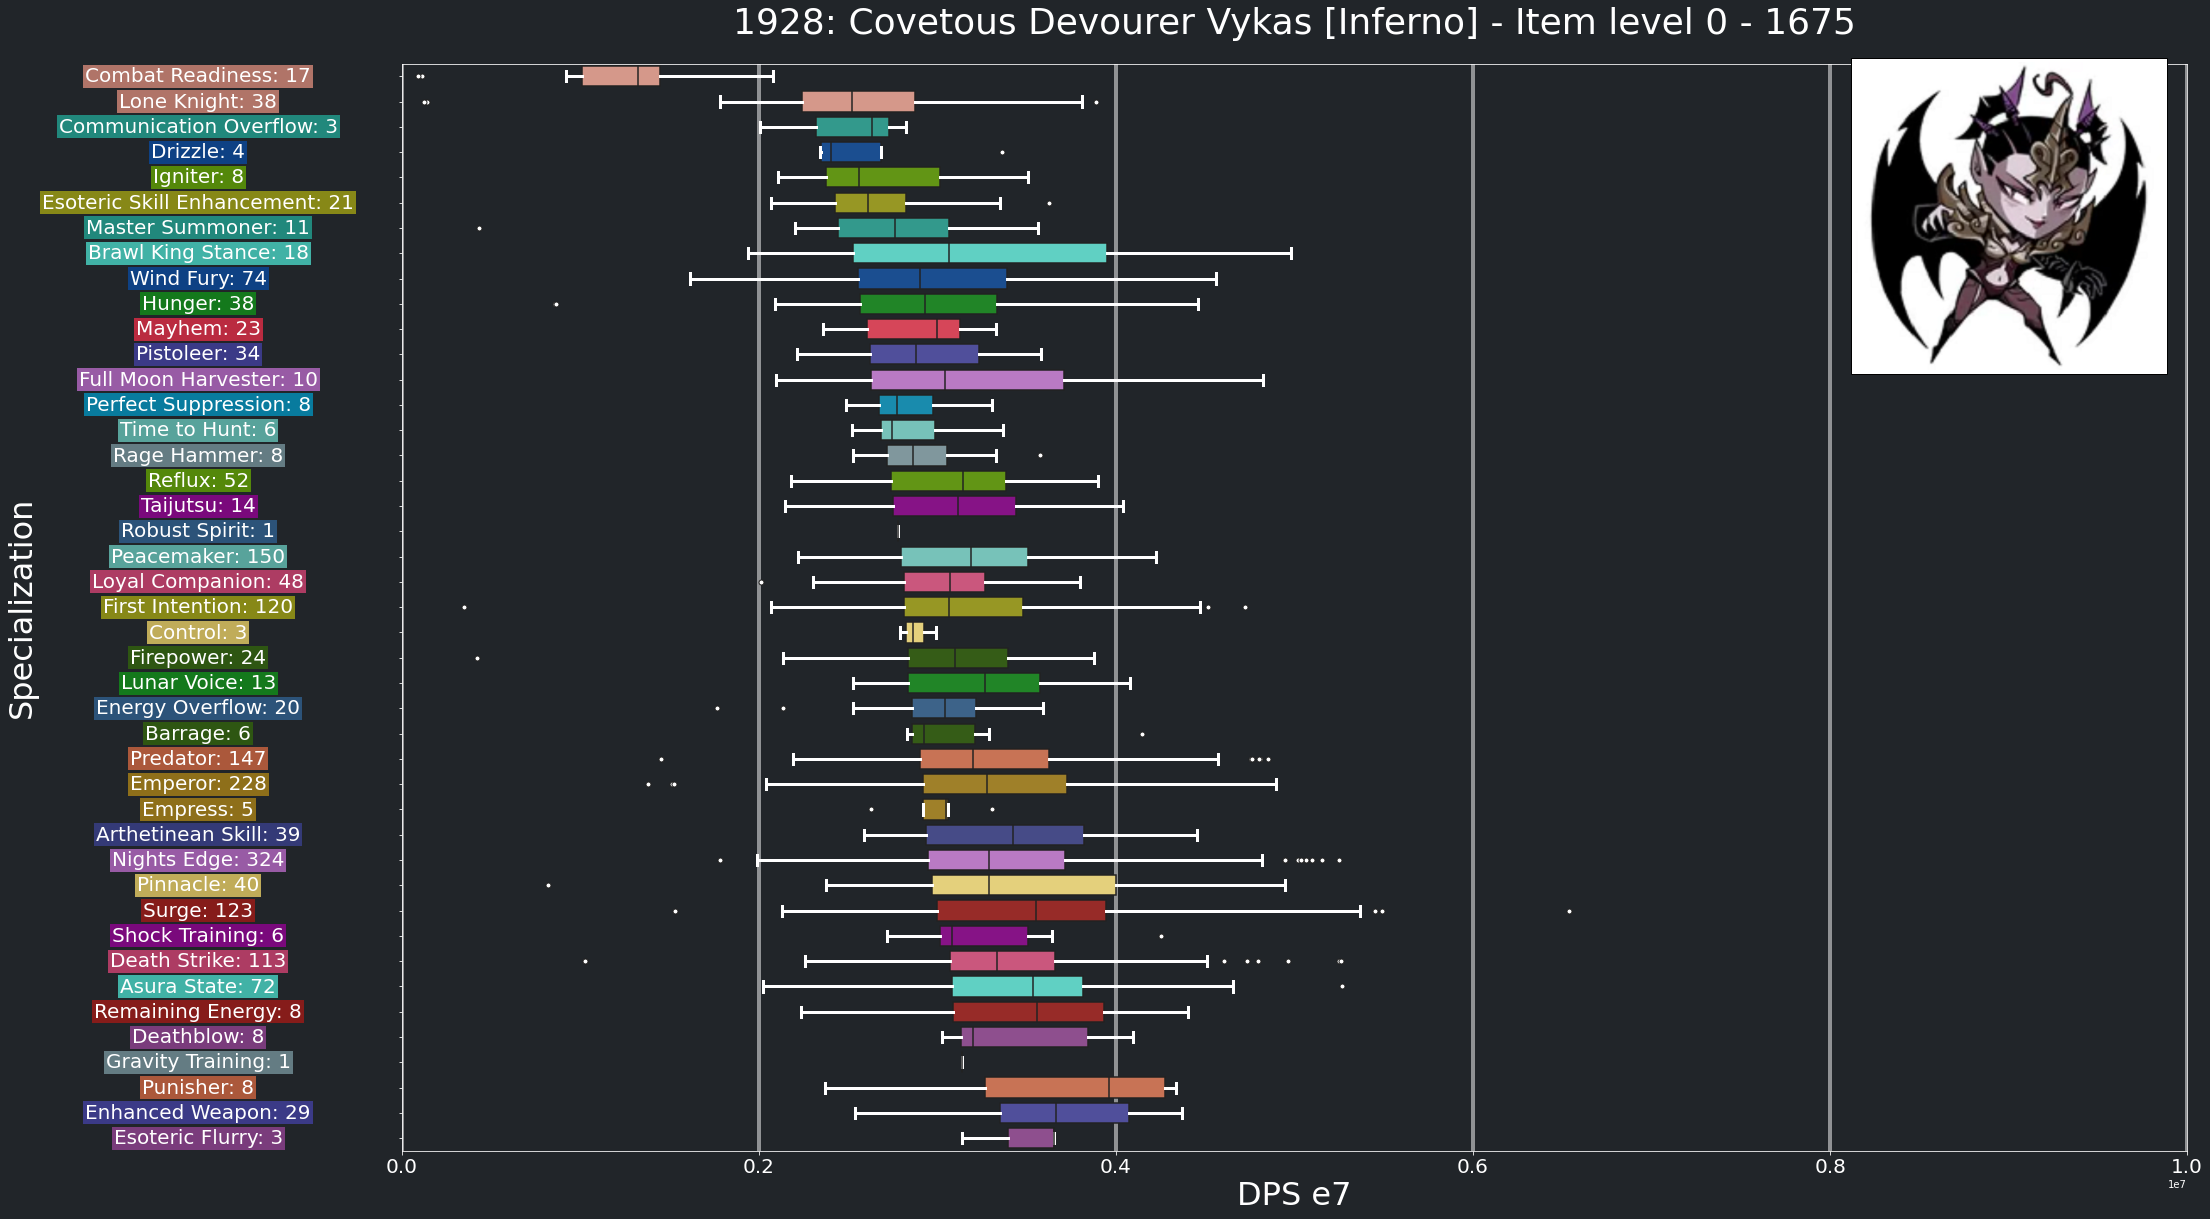 1928: Covetous Devourer Vykas [Inferno] - Item level 0 - 1675
Combat Readiness: 17
Lone Knight: 38
Communication Overflow: 3
Drizzle: 4
Igniter: 8
Esoteric Skill Enhancement: 21
Master Summoner: 11
Brawl King Stance: 18
Wind Fury: 74
Hunger: 38
Mayhem: 23
Pistoleer: 34
Full Moon Harvester: 10
Perfect Suppression: 8
Time to Hunt: 6
Rage Hammer: 8
Reflux: 52
Taijutsu: 14
Robust Spirit: 1
Peacemaker: 150
Loyal Companion: 48
First Intention: 120
Control: 3
Firepower: 24
Lunar Voice: 13
Energy Overflow: 20
Barrage: 6
Predator: 147
Emperor: 228
Empress: 5
Arthetinean Skill: 39
Nights Edge: 324
Pinnacle: 40
Surge: 123
Shock Training: 6
Death Strike: 113
Asura State: 72
Remaining Energy: 8
Deathblow: 8
Gravity Training: 1
Punisher: 8
Enhanced Weapon: 29
Esoteric Flurry: 3
Specialization
0.0 0.2 0.4 0.6 0.8 1.0
1e7
DPS e7